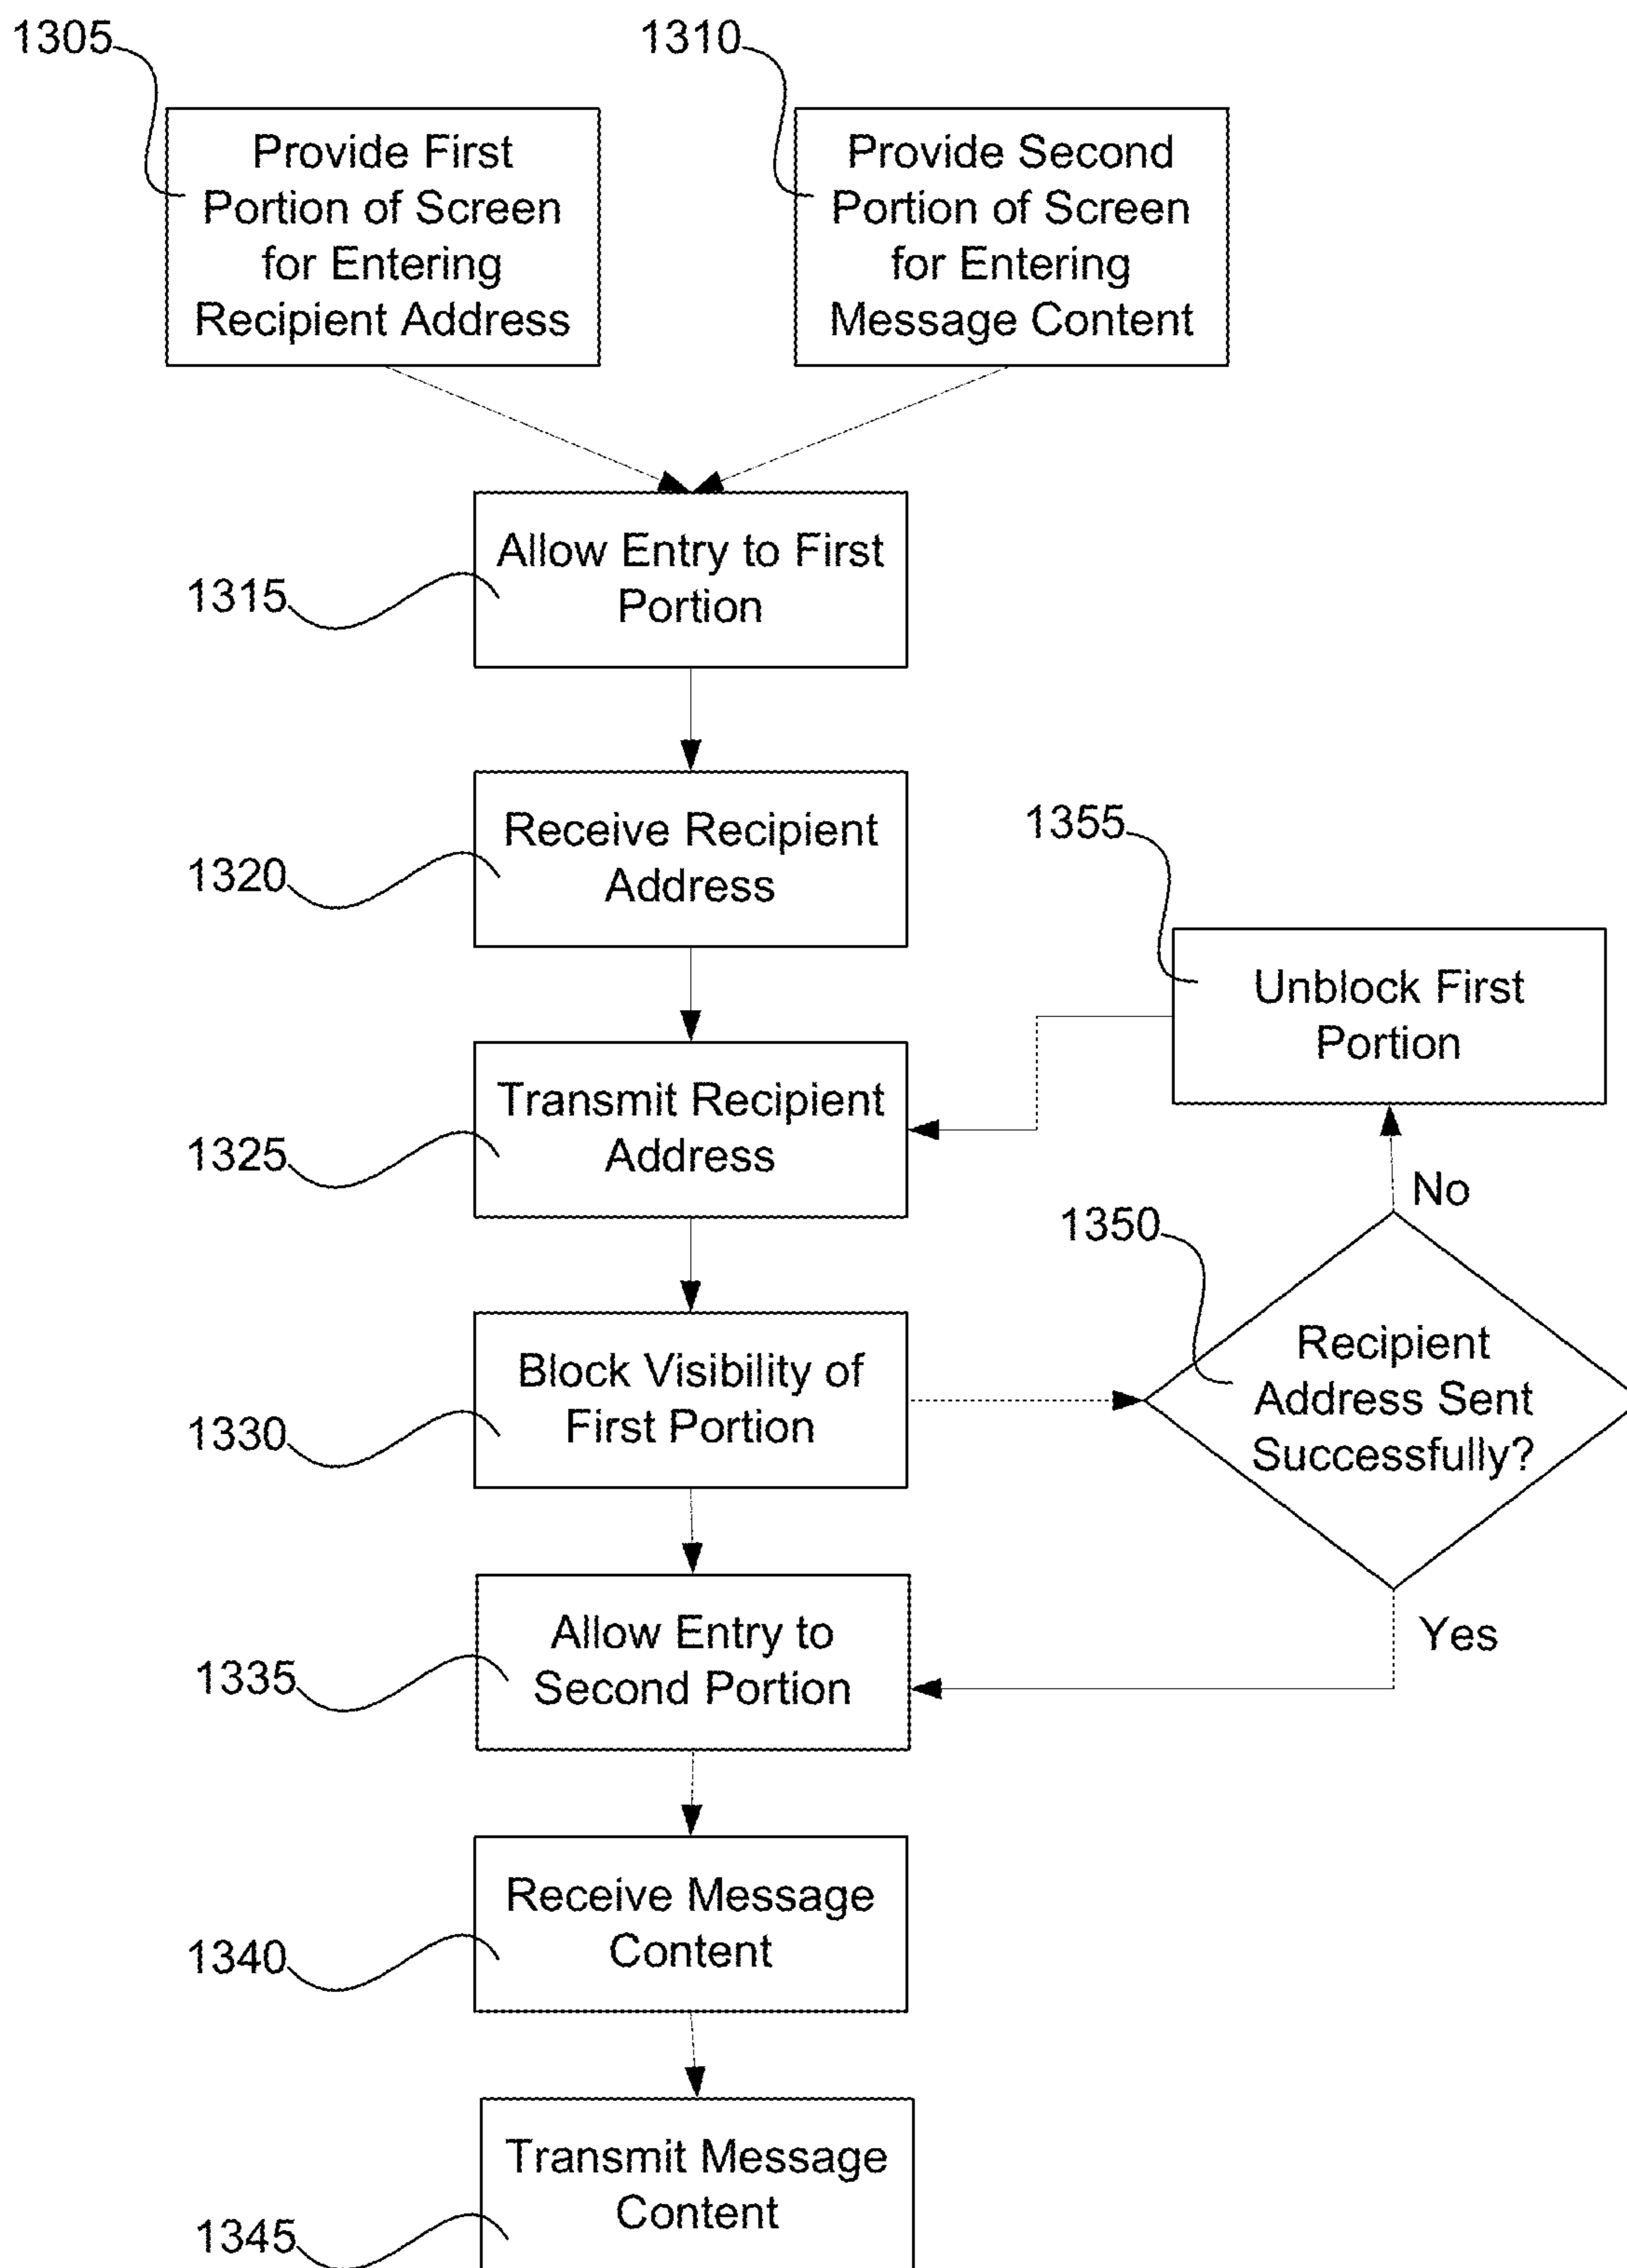 1305
1310
Provide First
Portion of Screen
for Entering
Recipient Address
Provide Second
Portion of Screen
for Entering
Message Content
Allow Entry to First
Portion
1315
Receive Recipient
Address
1320
1355
Unblock First
Portion
Transmit Recipient
Address
1325
No
1350
Recipient
Address Sent
Successfully?
Block Visibility of
First Portion
1330
Yes
Allow Entry to
Second Portion
1335
Receive Message
Content
1340
Transmit Message
Content
1345